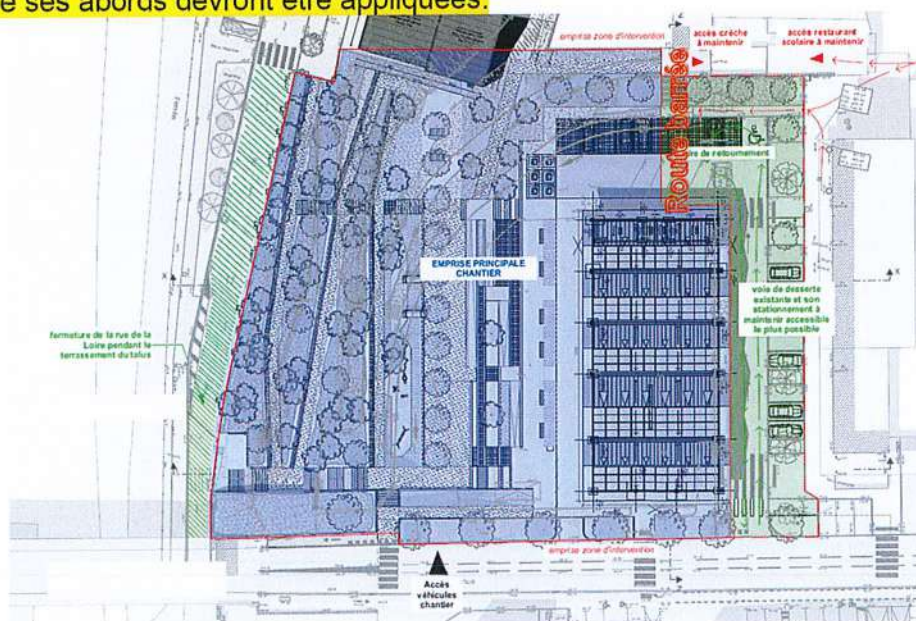 e ses abords devront être appliquées.
emprise zone d'intervention
accès crèche
à maintenir
accès restaurant
scolaire à maintenir
Route barrée
aire de retournement
EMPRISE PRINCIPALE
CHANTIER
voie de desserte
existante et son
stationnement à
maintenir accessible
le plus possible
fermeture de la rue de la
Loire pendant le
terrassement du talus
emprise zone d'intervention
Accès
véhicules
chantier